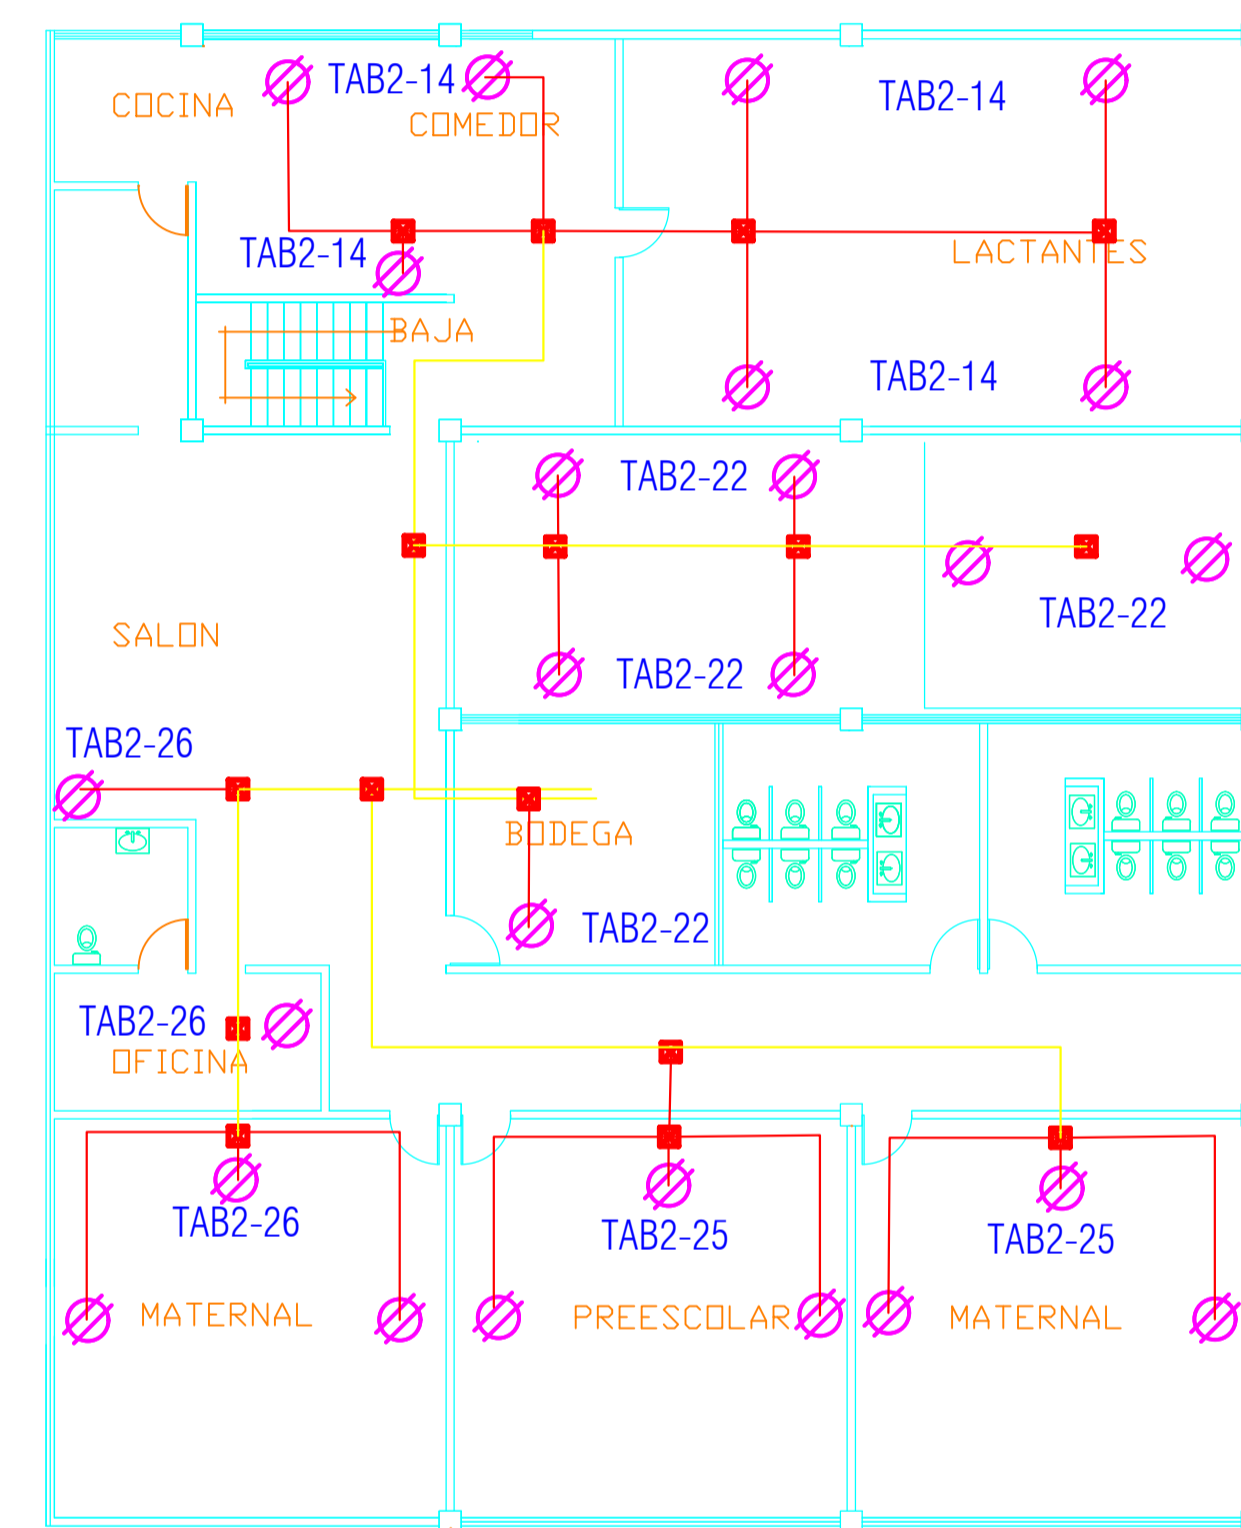 TAB2-14
COCINA
COMEDOR
TAB2-14
TAB2-14
LACTANTES
BAJA
TAB2-14
TAB2-22
TAB2-22
SALON
TAB2-22
TAB2-26
BODEGA
TAB2-22
TAB2-26
OFICINA
TAB2-26
TAB2-25
TAB2-25
MATERNAL
PREESCOLAR
MATERNAL